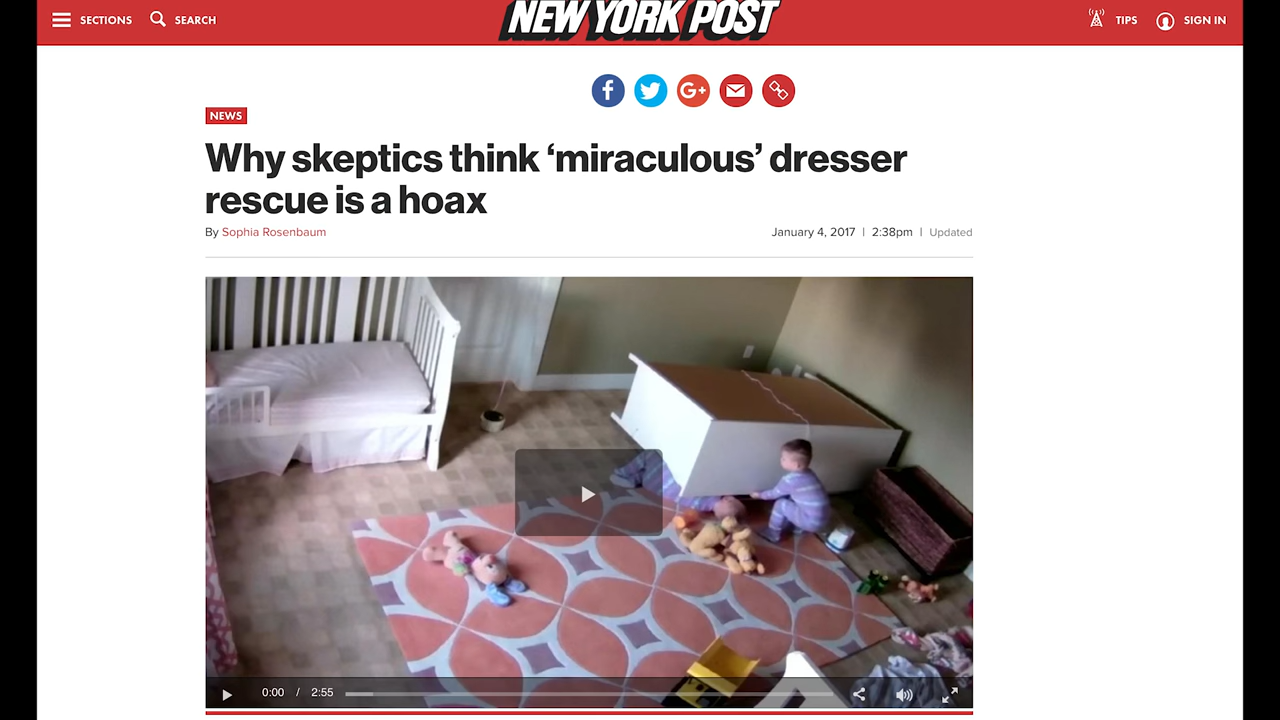 SECTIONS
SEARCH
NEW YORK POST
TIPS
SIGN IN
G+
NEWS
Why skeptics think ‘miraculous’ dresser
rescue is a hoax
By Sophia Rosenbaum
January 4, 2017 | 2:38pm | Updated
0:00 / 2:55